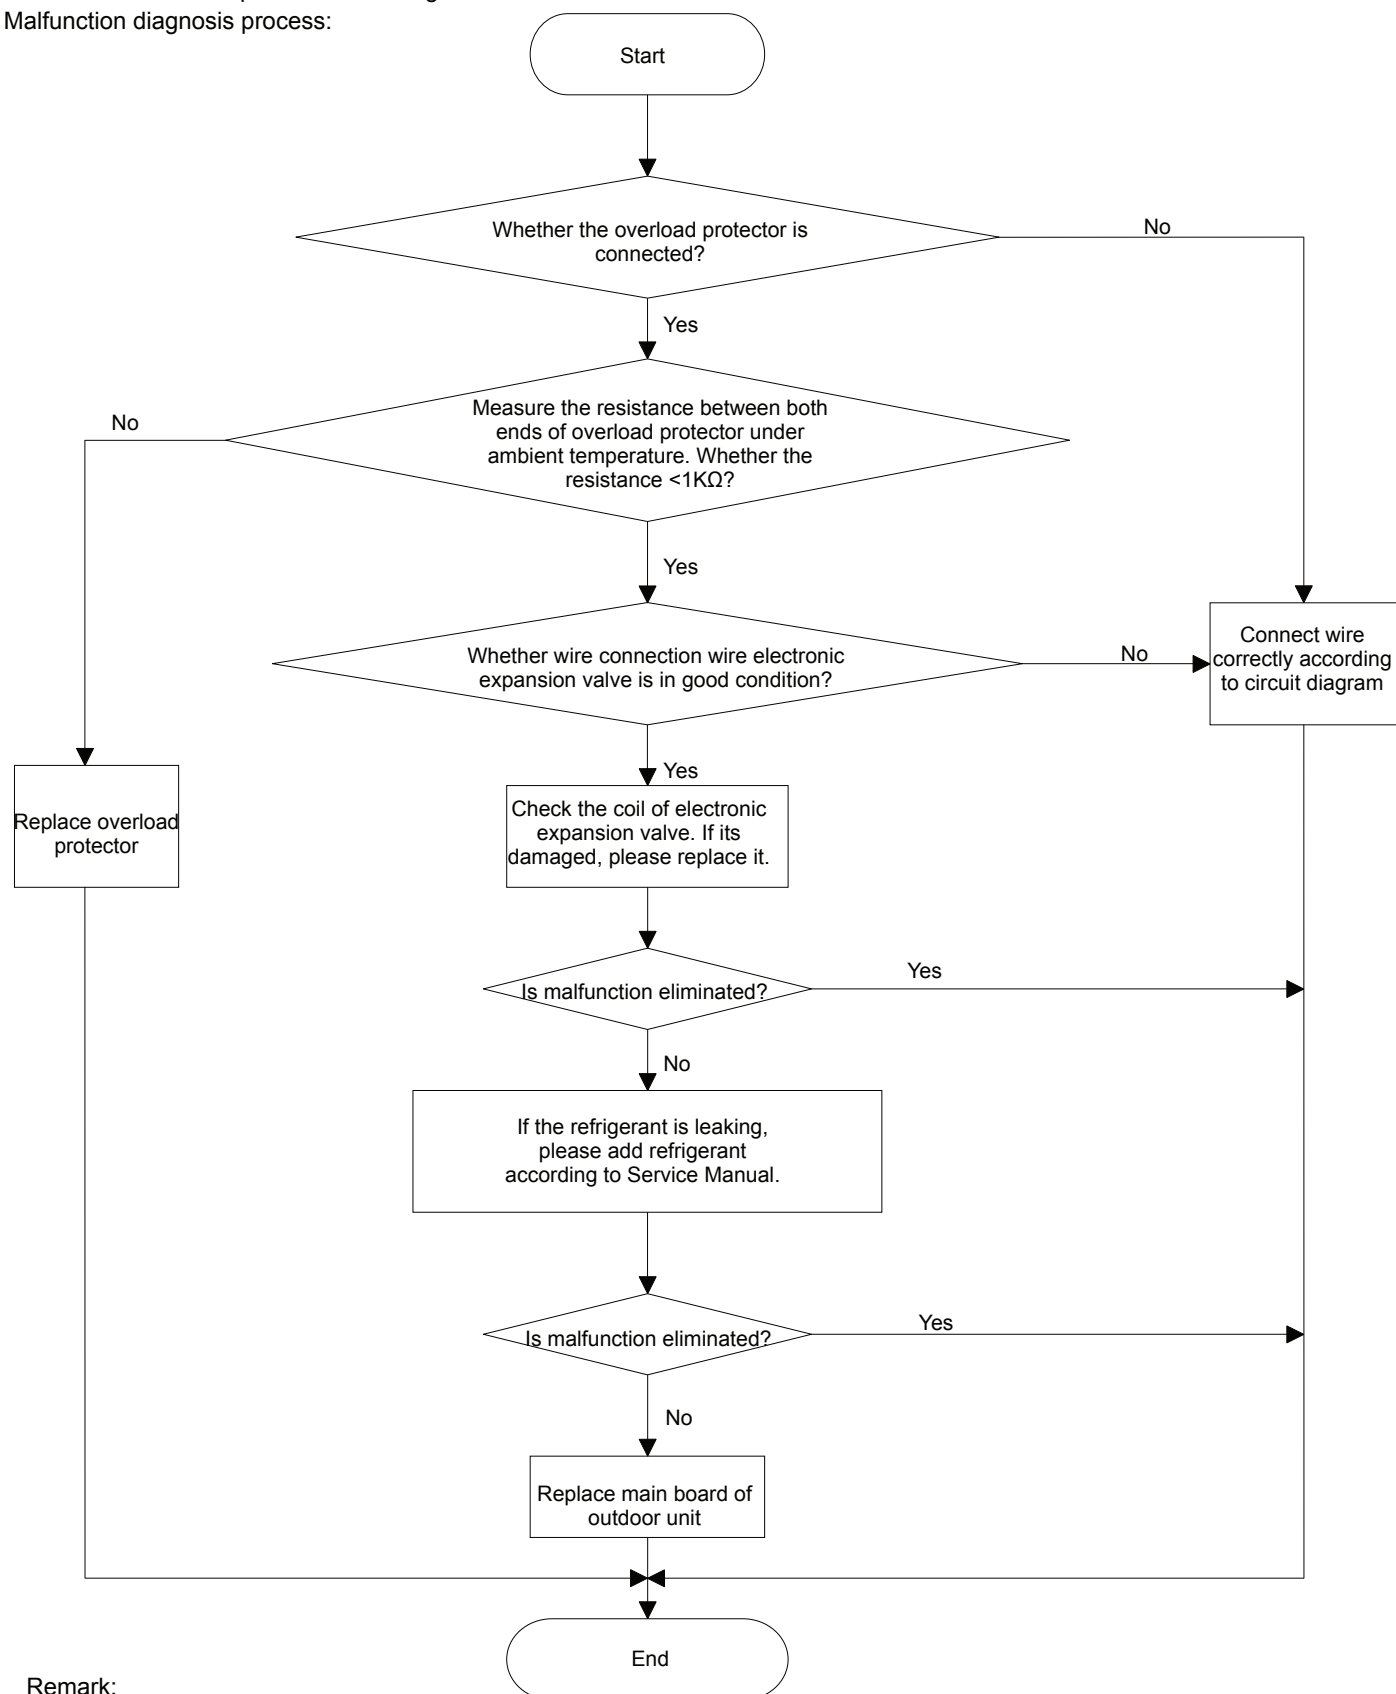 Malfunction diagnosis process:
Start
Whether the overload protector is
connected?
No
Yes
Measure the resistance between both
ends of overload protector under
ambient temperature. Whether the
resistance <1KΩ?
No
Yes
Whether wire connection wire electronic
expansion valve is in good condition?
No
Connect wire
correctly according
to circuit diagram
Yes
Replace overload
protector
Check the coil of electronic
expansion valve. If its
damaged, please replace it.
Is malfunction eliminated?
Yes
No
If the refrigerant is leaking,
please add refrigerant
according to Service Manual.
Is malfunction eliminated?
Yes
No
Replace main board of
outdoor unit
End
Remark: